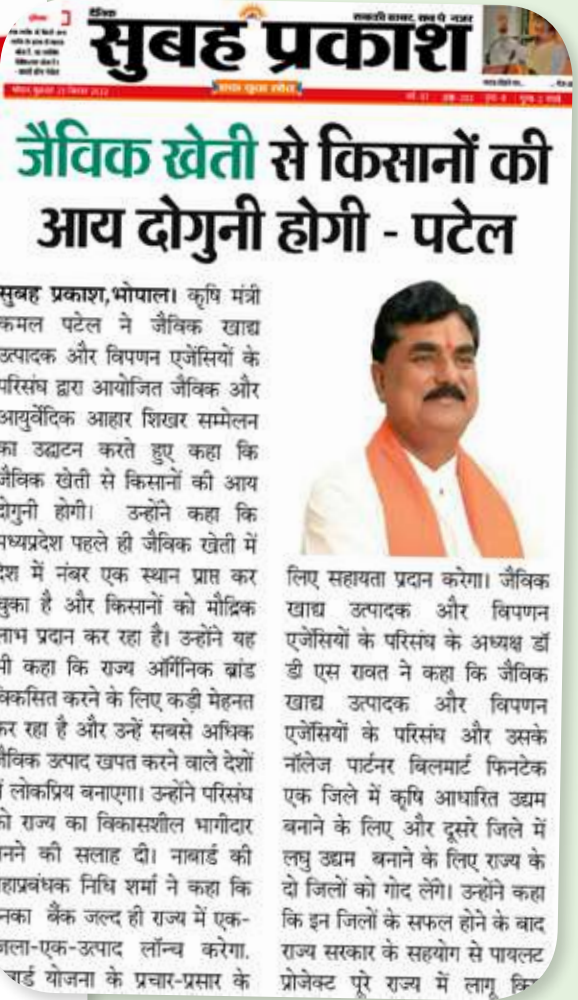 दैनिक
सबकी खबर, सब पे नजर
सुबह प्रकाश
जैविक खेती से किसानों की
आय दोगुनी होगी - पटेल
सुबह प्रकाश,भोपाल। कृषि मंत्री
कमल पटेल ने जैविक खाद्य
उत्पादक और विपणन एजेंसियों के
परिसंघ द्वारा आयोजित जैविक और
आयुर्वेदिक आहार शिखर सम्मेलन
का उद्घाटन करते हुए कहा कि
जैविक खेती से किसानों की आय
दोगुनी होगी। उन्होंने कहा कि
मध्यप्रदेश पहले ही जैविक खेती में
देश में नंबर एक स्थान प्राप्त कर
चुका है और किसानों को मौद्रिक
लाभ प्रदान कर रहा है। उन्होंने यह
भी कहा कि राज्य ऑर्गेनिक ब्रांड
विकसित करने के लिए कड़ी मेहनत
कर रहा है और उन्हें सबसे अधिक
जैविक उत्पाद खपत करने वाले देशों
में लोकप्रिय बनाएगा। उन्होंने परिसंघ
को राज्य का विकासशील भागीदार
बनने की सलाह दी। नाबार्ड की
महाप्रबंधक निधि शर्मा ने कहा कि
उनका बैंक जल्द ही राज्य में एक-
जिला-एक-उत्पाद लॉन्च करेगा.
योजना के प्रचार-प्रसार के
लिए सहायता प्रदान करेगा। जैविक
खाद्य उत्पादक और विपणन
एजेंसियों के परिसंघ के अध्यक्ष डॉ
डी एस रावत ने कहा कि जैविक
खाद्य उत्पादक और विपणन
एजेंसियों के परिसंघ और उसके
नॉलेज पार्टनर विलमार्ट फिनटेक
एक जिले में कृषि आधारित उद्यम
बनाने के लिए और दूसरे जिले में
लघु उद्यम बनाने के लिए राज्य के
दो जिलों को गोद लेंगे। उन्होंने कहा
कि इन जिलों के सफल होने के बाद
राज्य सरकार के सहयोग से पायलट
प्रोजेक्ट पूरे राज्य में लागू